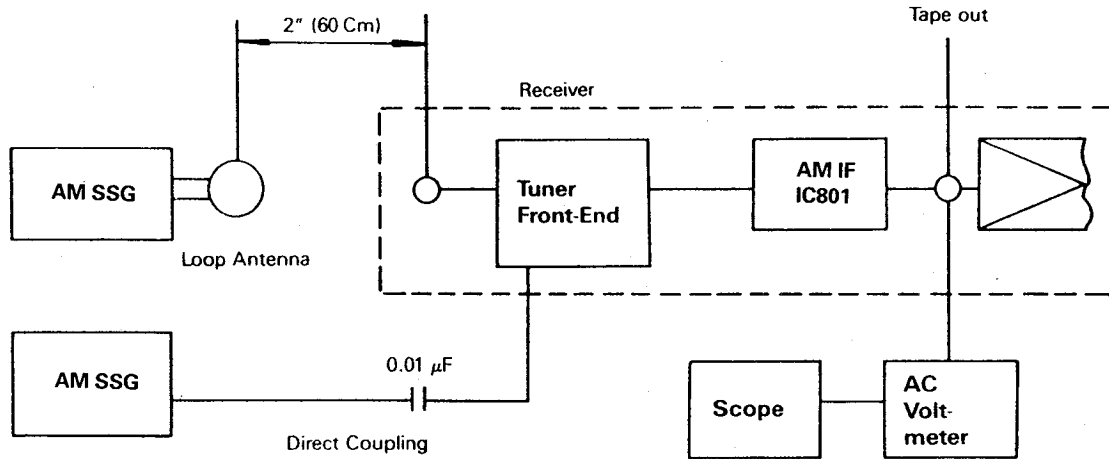 Tape out
2" (60 Cm)
Receiver
AM SSG
Tuner
Front-End
AM IF
IC801
Loop Antenna
AM SSG
0.01 μF
Direct Coupling
Scope
AC
Volt-
meter